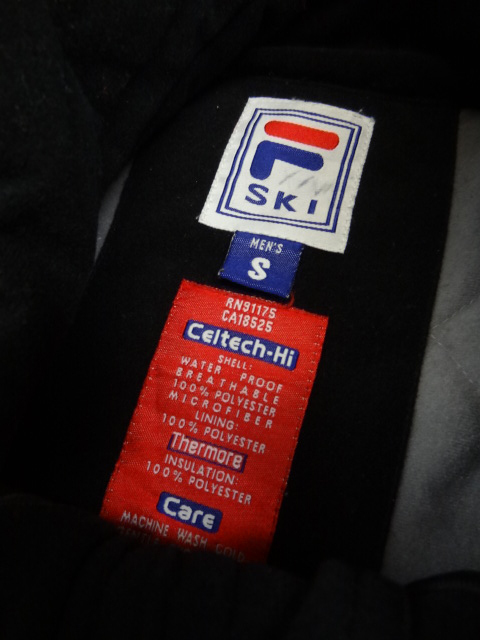 F
SKI
MEN'S
S
RN91175
CA18525
Celtech-Hi
SHELL:
WATER PROOF
BREATHABLE
100% POLYESTER
MICROFIBER
LINING:
100% POLYESTER
Thermore
INSULATION:
100% POLYESTER
Care
MACHINE WASH COLD